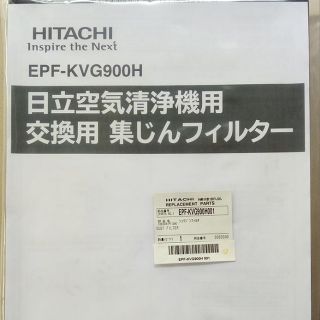 HITACHI
Inspire the Next
EPF-KVG900H
日立空気清浄機用
交換用 集じんフィルター
HITACHI
REPLACEMENT PARTS
EPF-KVG900H001
DUST FILTER
1
EPF-KVG900H 001